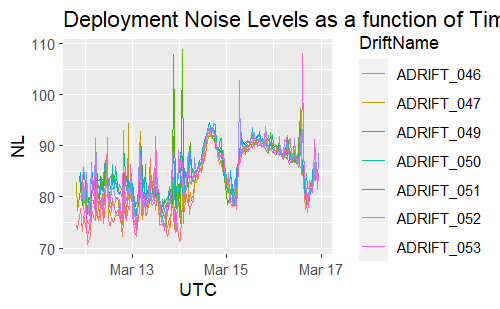 Deployment Noise Levels as a function of Tim
DriftName
110
100
90
80
70
NL
Mar 13
Mar 15
Mar 17
UTC
ADRIFT_046
ADRIFT_047
ADRIFT_049
ADRIFT_050
ADRIFT_051
ADRIFT_052
ADRIFT_053